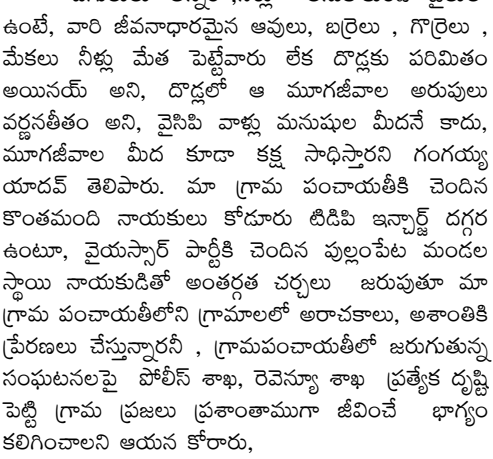 ఉంటే, వారి జీవనాధారమైన ఆవులు, బర్రెలు , గొర్రెలు ,
మేకలు నీళ్లు మేత పెట్టేవారు లేక దొడ్లకు పరిమితం
అయినయ్ అని, దొడ్లలో ఆ మూగజీవాల అరుపులు
వర్ణనతీతం అని, వైసిపి వాళ్లు మనుషుల మీదనే కాదు,
మూగజీవాల మీద కూడా కక్ష సాధిస్తారని గంగయ్య
యాదవ్ తెలిపారు. మా గ్రామ పంచాయతీకి చెందిన
కొంతమంది నాయకులు కోడూరు టిడిపి ఇన్చార్జ్ దగ్గర
ఉంటూ, వైయస్సార్ పార్టీకి చెందిన పుల్లంపేట మండల
స్థాయి నాయకుడితో అంతర్గత చర్చలు జరుపుతూ మా
గ్రామ పంచాయతీలోని గ్రామాలలో అరాచకాలు, అశాంతికి
ప్రేరణలు చేస్తున్నారనీ , గ్రామపంచాయతీలో జరుగుతున్న
సంఘటనలపై పోలీస్ శాఖ, రెవెన్యూ శాఖ ప్రత్యేక దృష్టి
పెట్టి గ్రామ ప్రజలు ప్రశాంతాముగా జీవించే భాగ్యం
కలిగించాలని ఆయన కోరారు,